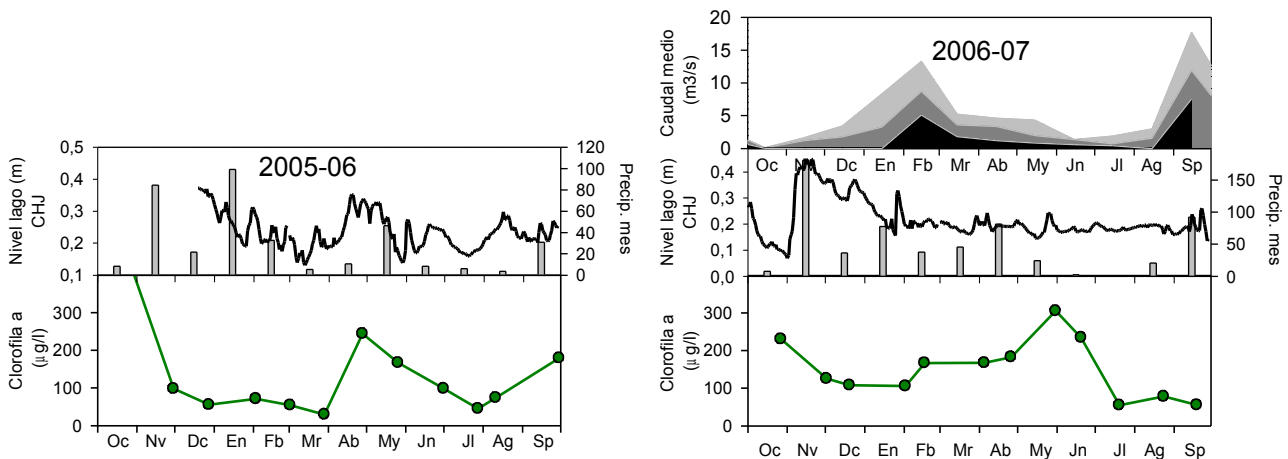 2005-06
Nivel lago (m)
CHJ
0,5
0,4
0,3
0,2
0,1
120
100
80
60
40
20
0
Precip. mes
Clorofila a
(µg/l)
300
200
100
0
Oc Nv Dc En Fb Mr Ab My Jn Jl Ag Sp
2006-07
Caudal medio
(m3/s)
20
15
10
5
0
Oc Nv Dc En Fb Mr Ab My Jn Jl Ag Sp
Nivel lago (m)
CHJ
0,4
0,3
0,2
0,1
0,0
150
100
50
0
Precip. mes
Clorofila a
(µg/l)
300
200
100
0
Oc Nv Dc En Fb Mr Ab My Jn Jl Ag Sp